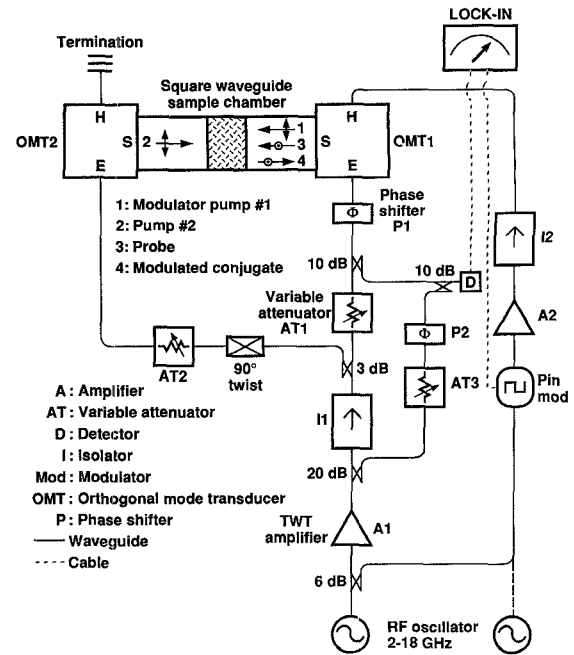 LOCK-IN
Termination
Square waveguide
sample chamber
H
H
OMT2
S
2
1
3
4
S
OMT1
E
E
1: Modulator pump #1
2: Pump #2
3: Probe
4: Modulated conjugate
Phase
shifter
P1
Φ
I2
10 dB
10 dB
D
Variable
attenuator
AT1
Φ
P2
A2
AT2
90°
twist
3 dB
AT3
Pin
mod
A : Amplifier
AT : Variable attenuator
D : Detector
I : Isolator
Mod : Modulator
OMT : Orthogonal mode transducer
P : Phase shifter
Waveguide
Cable
I1
20 dB
TWT
amplifier
A1
6 dB
RF oscillator
2-18 GHz